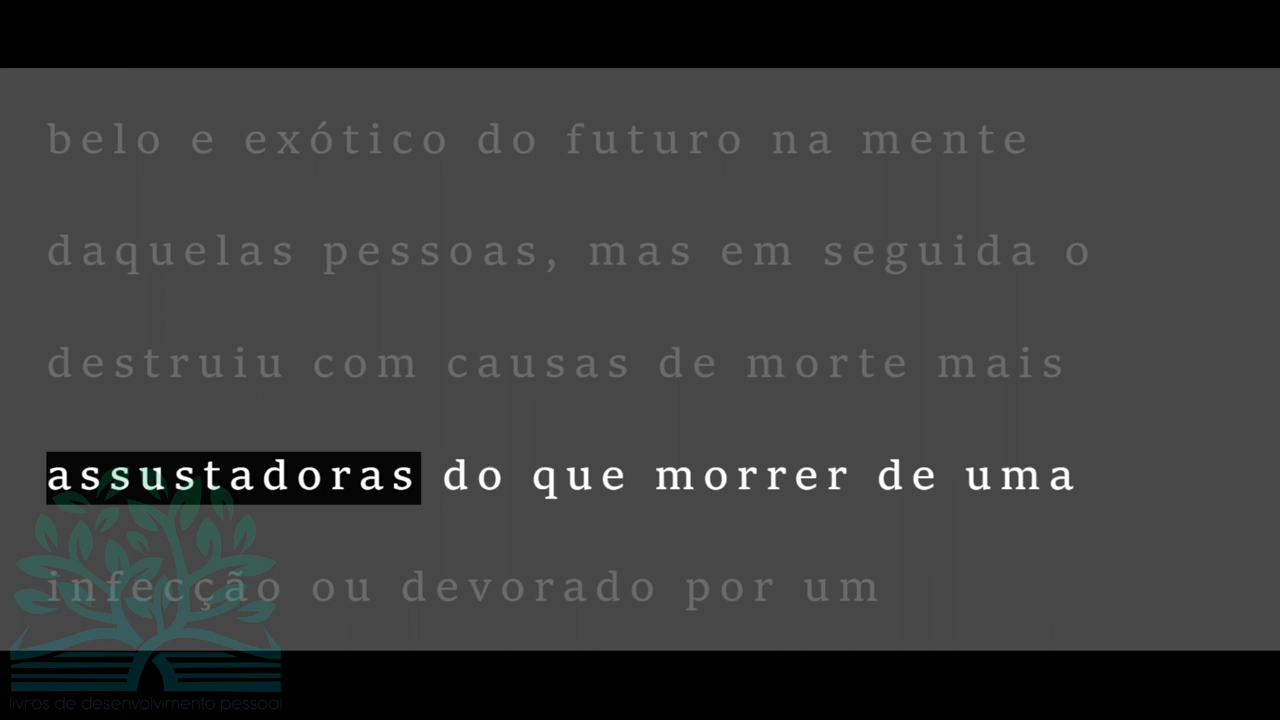 belo e exótico do futuro na mente
daquelas pessoas, mas em seguida o
destruiu com causas de morte mais
assustadoras do que morrer de uma
infecção ou devorado por um
livros de desenvolvimento pessoal